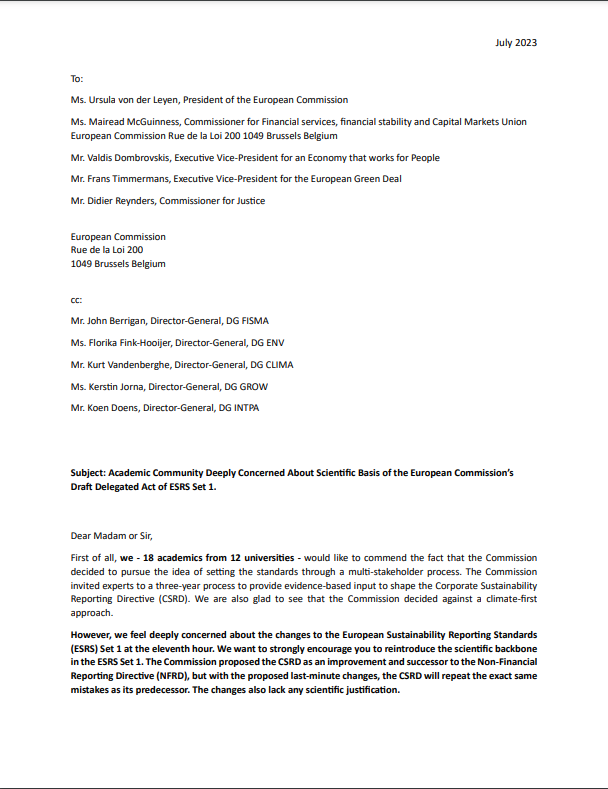 July 2023
To:
Ms. Ursula von der Leyen, President of the European Commission
Ms. Mairead McGuinness, Commissioner for Financial services, financial stability and Capital Markets Union
European Commission Rue de la Loi 200 1049 Brussels Belgium
Mr. Valdis Dombrovskis, Executive Vice-President for an Economy that works for People
Mr. Frans Timmermans, Executive Vice-President for the European Green Deal
Mr. Didier Reynders, Commissioner for Justice
European Commission
Rue de la Loi 200
1049 Brussels Belgium
cc:
Mr. John Berrigan, Director-General, DG FISMA
Ms. Florika Fink-Hooijer, Director-General, DG ENV
Mr. Kurt Vandenberghe, Director-General, DG CLIMA
Ms. Kerstin Jorna, Director-General, DG GROW
Mr. Koen Doens, Director-General, DG INTPA
Subject: Academic Community Deeply Concerned About Scientific Basis of the European Commission's
Draft Delegated Act of ESRS Set 1.
Dear Madam or Sir,
First of all, we - 18 academics from 12 universities - would like to commend the fact that the Commission
decided to pursue the idea of setting the standards through a multi-stakeholder process. The Commission
invited experts to a three-year process to provide evidence-based input to shape the Corporate Sustainability
Reporting Directive (CSRD). We are also glad to see that the Commission decided against a climate-first
approach.
However, we feel deeply concerned about the changes to the European Sustainability Reporting Standards
(ESRS) Set 1 at the eleventh hour. We want to strongly encourage you to reintroduce the scientific backbone
in the ESRS Set 1. The Commission proposed the CSRD as an improvement and successor to the Non-Financial
Reporting Directive (NFRD), but with the proposed last-minute changes, the CSRD will repeat the exact same
mistakes as its predecessor. The changes also lack any scientific justification.